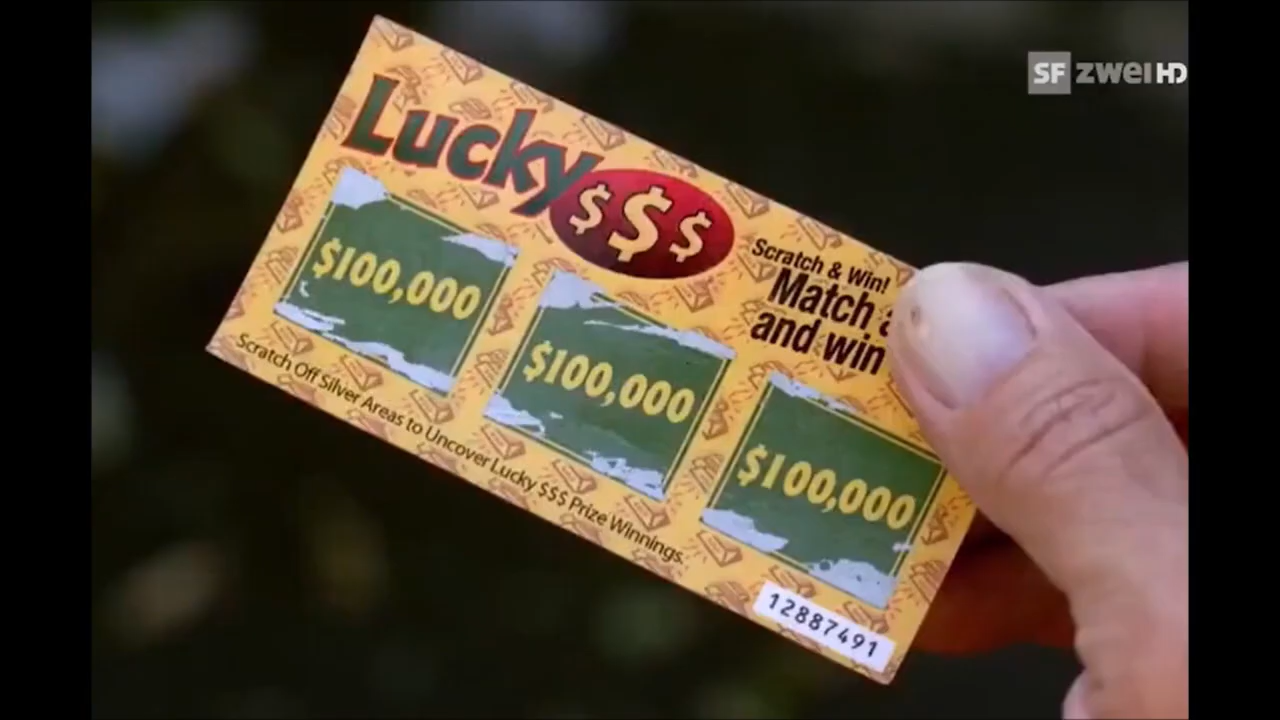 SF zwei HD
Lucky
$$$
Scratch & Win!
Match
and win
$100,000
$100,000
$100,000
Scratch Off Silver Areas to Uncover Lucky $$$ Prize Winnings.
12887491